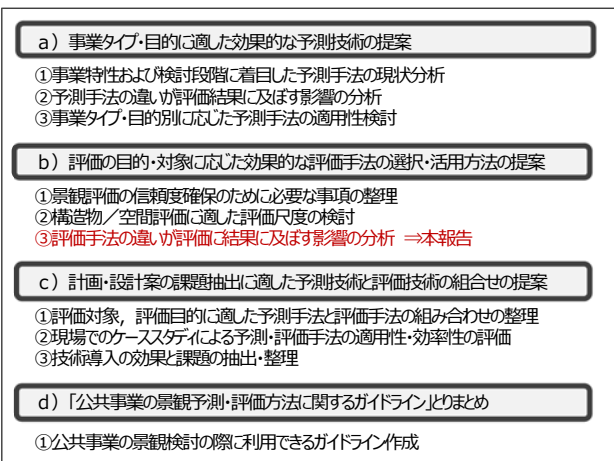 a）事業タイプ・目的に適した効果的な予測技術の提案
①事業特性および検討段階に着目した予測手法の現状分析
②予測手法の違いが評価結果に及ぼす影響の分析
③事業タイプ・目的別に応じた予測手法の適用性検討
b）評価の目的・対象に応じた効果的な評価手法の選択・活用方法の提案
①景観評価の信頼度確保のために必要な事項の整理
②構造物／空間評価に適した評価尺度の検討
③評価手法の違いが評価に結果に及ぼす影響の分析 ⇒本報告
c）計画・設計案の課題抽出に適した予測技術と評価技術の組合せの提案
①評価対象，評価目的に適した予測手法と評価手法の組み合わせの整理
②現場でのケーススタディによる予測・評価手法の適用性・効率性の評価
③技術導入の効果と課題の抽出・整理
d）「公共事業の景観予測・評価方法に関するガイドライン」とりまとめ
①公共事業の景観検討の際に利用できるガイドライン作成